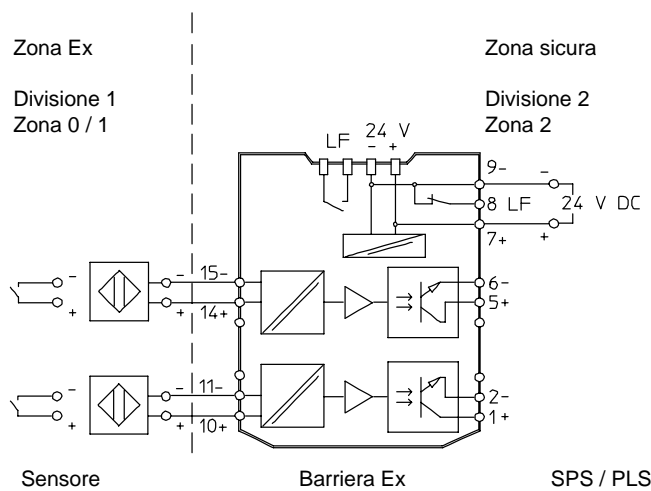 Zona Ex
Zona sicura
Divisione 1
Zona 0 / 1
Divisione 2
Zona 2
LF 24 V
- +
9- -
8 LF 24 V DC
7+ +
- - 15- 6-
+ + 14+ 5+
- - 11- 2-
+ + 10+ 1+
Sensore
Barriera Ex
SPS / PLS